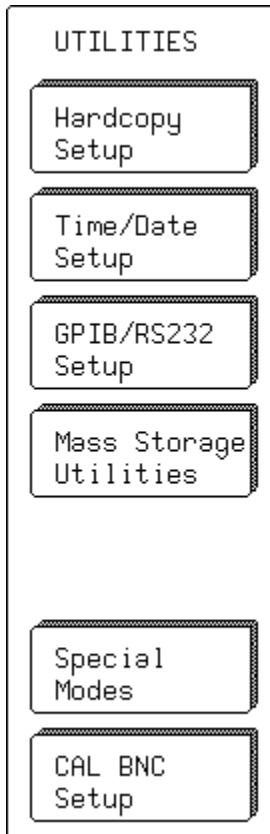 UTILITIES
Hardcopy
Setup
Time/Date
Setup
GPIB/RS232
Setup
Mass Storage
Utilities
Special
Modes
CAL BNC
Setup